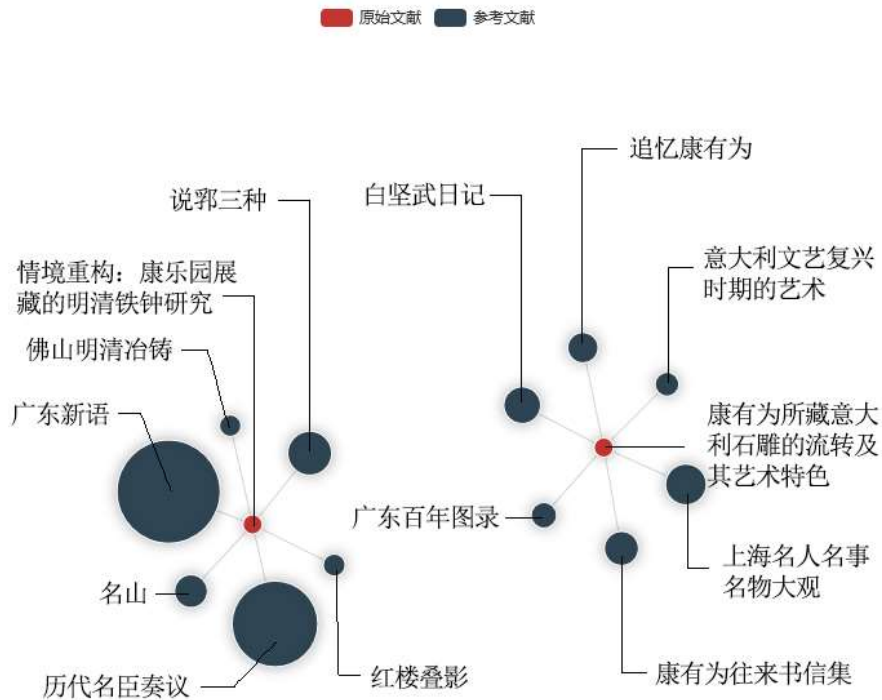 原始文献 参考文献
追忆康有为
白坚武日记
说郛三种
意大利文艺复兴
时期的艺术
情境重构：康乐园展
藏的明清铁钟研究
佛山明清冶铸
广东新语
康有为所藏意大
利石雕的流转及
其艺术特色
广东百年图录
上海名人名事
名物大观
名山
康有为往来书信集
红楼叠影
历代名臣奏议